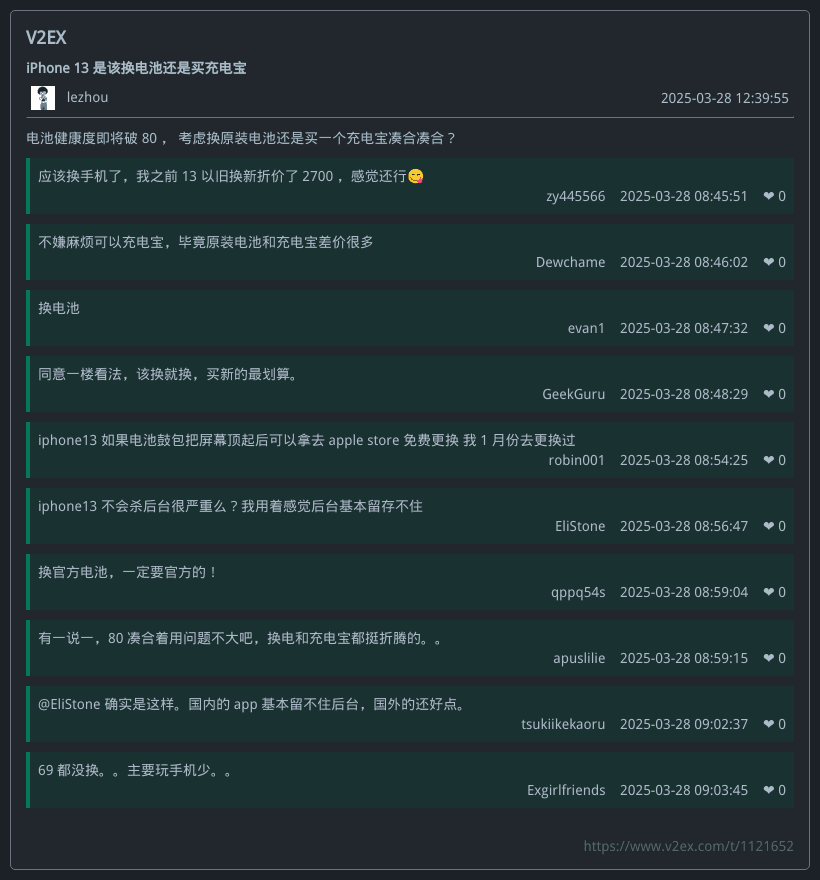 V2EX
iPhone 13 是该换电池还是买充电宝
lezhou 2025-03-28 12:39:55
电池健康度即将破 80 ， 考虑换原装电池还是买一个充电宝凑合凑合？
应该换手机了，我之前 13 以旧换新折价了 2700 ，感觉还行😋
zy445566 2025-03-28 08:45:51 ❤ 0
不嫌麻烦可以充电宝，毕竟原装电池和充电宝差价很多
Dewchame 2025-03-28 08:46:02 ❤ 0
换电池
evan1 2025-03-28 08:47:32 ❤ 0
同意一楼看法，该换就换，买新的最划算。
GeekGuru 2025-03-28 08:48:29 ❤ 0
iphone13 如果电池鼓包把屏幕顶起后可以拿去 apple store 免费更换 我 1 月份去更换过
robin001 2025-03-28 08:54:25 ❤ 0
iphone13 不会杀后台很严重么？我用着感觉后台基本留存不住
EliStone 2025-03-28 08:56:47 ❤ 0
换官方电池，一定要官方的！
qppq54s 2025-03-28 08:59:04 ❤ 0
有一说一，80 凑合着用问题不大吧，换电和充电宝都挺折腾的。。
apuslilie 2025-03-28 08:59:15 ❤ 0
@EliStone 确实是这样。国内的 app 基本留不住后台，国外的还好点。
tsukiikekaoru 2025-03-28 09:02:37 ❤ 0
69 都没换。。主要玩手机少。。
Exgirlfriends 2025-03-28 09:03:45 ❤ 0
https://www.v2ex.com/t/1121652